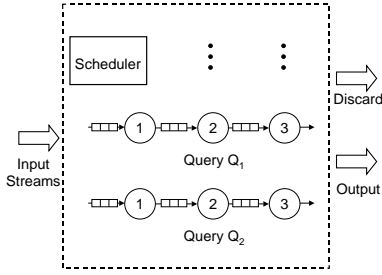 Scheduler
Discard
1 2 3
Input
Streams
Query Q₁
Output
1 2 3
Query Q₂